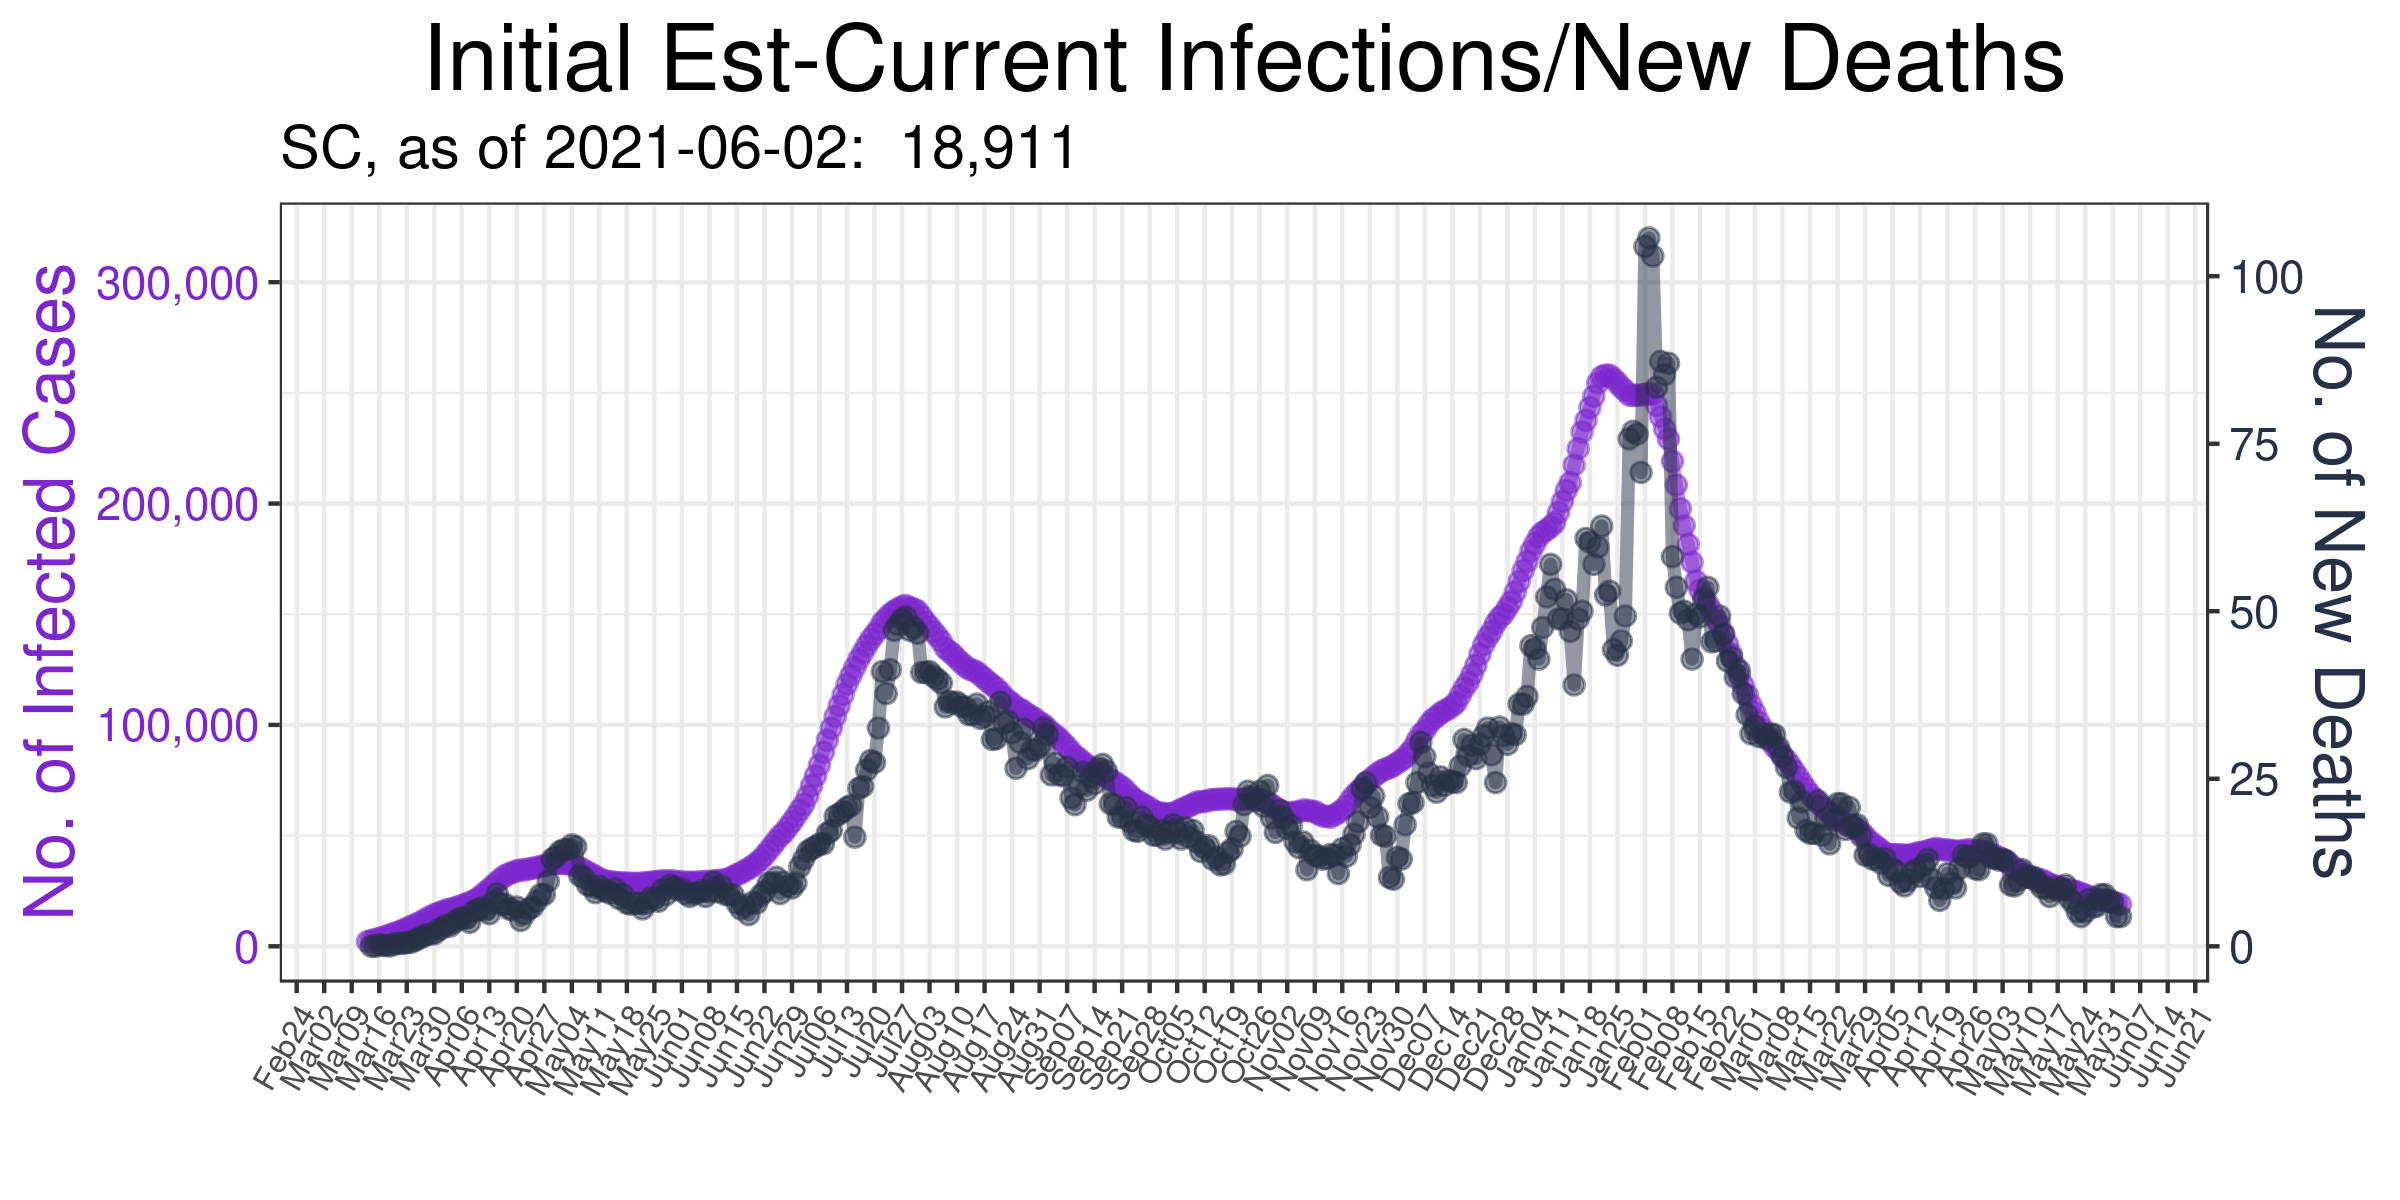 Initial Est-Current Infections/New Deaths
SC, as of 2021-06-02:  18,911
No. of Infected Cases
300,000
200,000
100,000
0
100
75
50
25
0
No. of New Deaths
Feb24
Mar02
Mar09
Mar16
Mar23
Mar30
Apr06
Apr13
Apr20
Apr27
May04
May11
May18
May25
Jun01
Jun08
Jun15
Jun22
Jun29
Jul06
Jul13
Jul20
Jul27
Aug03
Aug10
Aug17
Aug24
Aug31
Sep07
Sep14
Sep21
Sep28
Oct05
Oct12
Oct19
Oct26
Nov02
Nov09
Nov16
Nov23
Nov30
Dec07
Dec14
Dec21
Dec28
Jan04
Jan11
Jan18
Jan25
Feb01
Feb08
Feb15
Feb22
Mar01
Mar08
Mar15
Mar22
Mar29
Apr05
Apr12
Apr19
Apr26
May03
May10
May17
May24
May31
Jun07
Jun14
Jun21